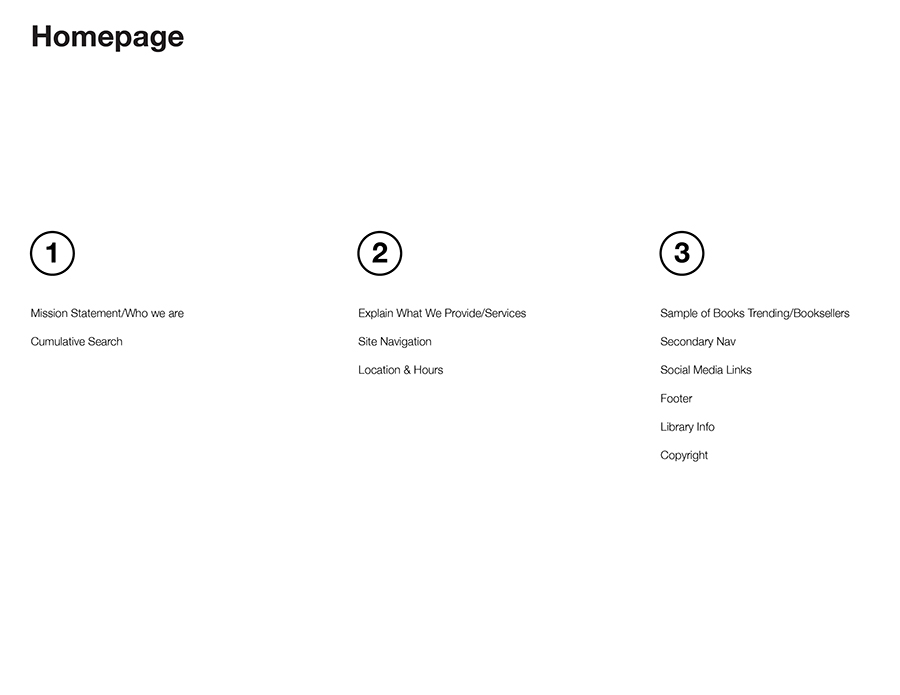 Homepage
1
Mission Statement/Who we are
Cumulative Search
2
Explain What We Provide/Services
Site Navigation
Location & Hours
3
Sample of Books Trending/Booksellers
Secondary Nav
Social Media Links
Footer
Library Info
Copyright